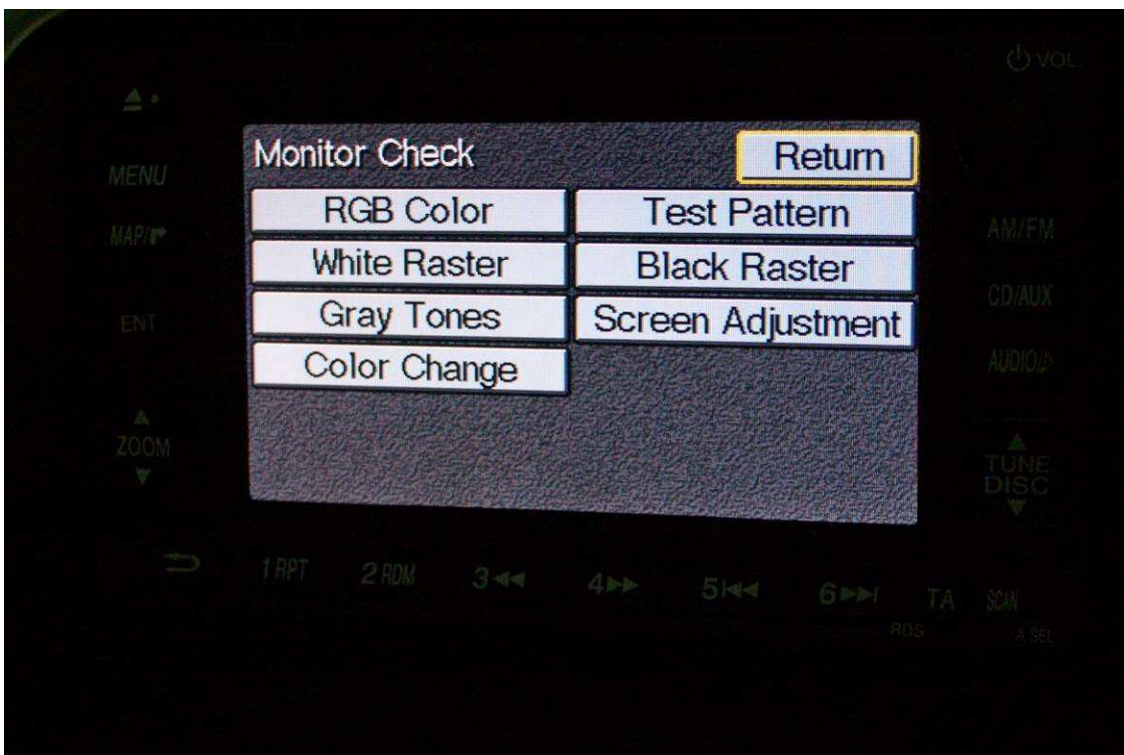 VOL
MENU
MAP/
ENT
ZOOM
Monitor Check
Return
RGB Color
Test Pattern
White Raster
Black Raster
Gray Tones
Screen Adjustment
Color Change
AM/FM
CD/AUX
AUDIO/♪
TUNE
DISC
1 RPT
2 RDM
3
4
5
6
TA
SCAN
RDS
A.SEL